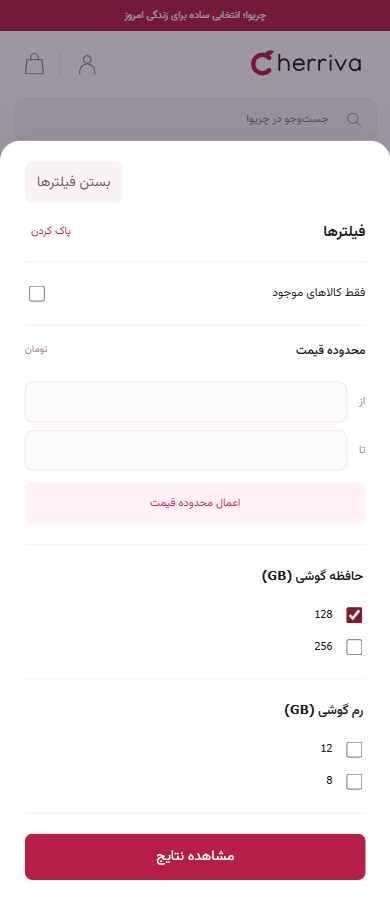 چریوا؛ انتخابی ساده برای زندگی امروز
Cherriva
جست‌وجو در چریوا
بستن فیلترها
فیلترها
پاک کردن
فقط کالاهای موجود
محدوده قیمت
تومان
از
تا
اعمال محدوده قیمت
حافظه گوشی (GB)
128
256
رم گوشی (GB)
12
8
مشاهده نتایج